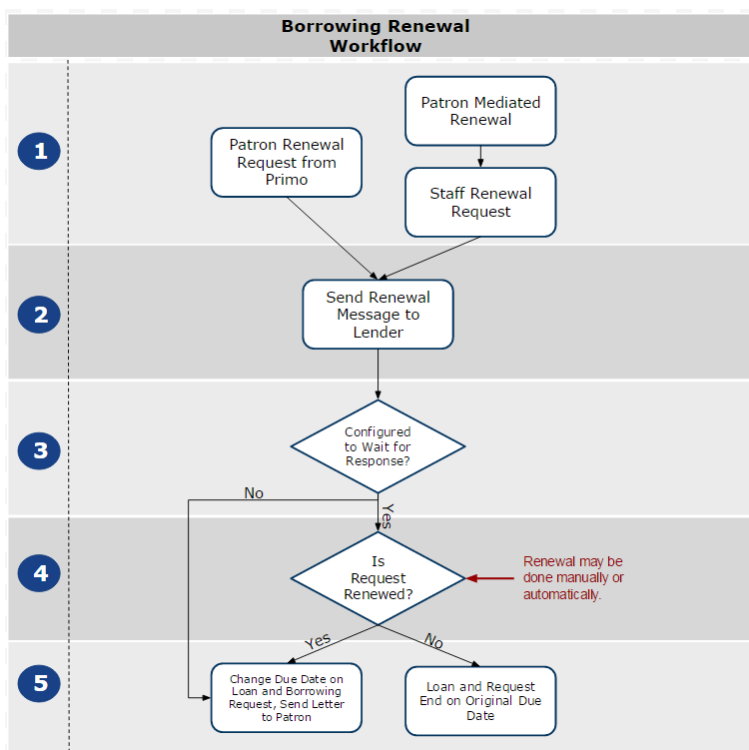 Borrowing Renewal
Workflow
1
Patron Mediated
Renewal
Patron Renewal
Request from
Primo
Staff Renewal
Request
2
Send Renewal
Message to
Lender
3
Configured
to Wait for
Response?
No
Yes
4
Is
Request
Renewed?
Renewal may be
done manually or
automatically.
Yes
No
5
Change Due Date on
Loan and Borrowing
Request, Send Letter
to Patron
Loan and Request
End on Original Due
Date